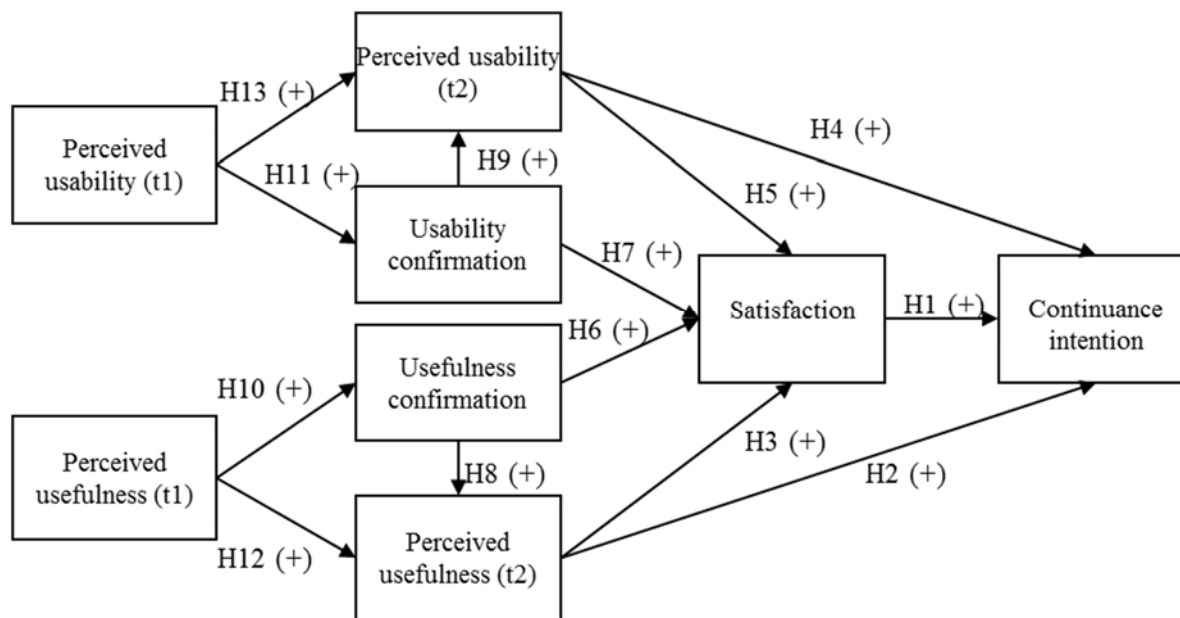 Perceived usability
(t2)
H13 (+)
H4 (+)
Perceived
usability (t1)
H9 (+)
H11 (+)
H5 (+)
Usability
confirmation
H7 (+)
Satisfaction
H1 (+)
Continuance
intention
H6 (+)
Usefulness
confirmation
H10 (+)
H3 (+)
Perceived
usefulness (t1)
H8 (+)
H2 (+)
H12 (+)
Perceived
usefulness (t2)